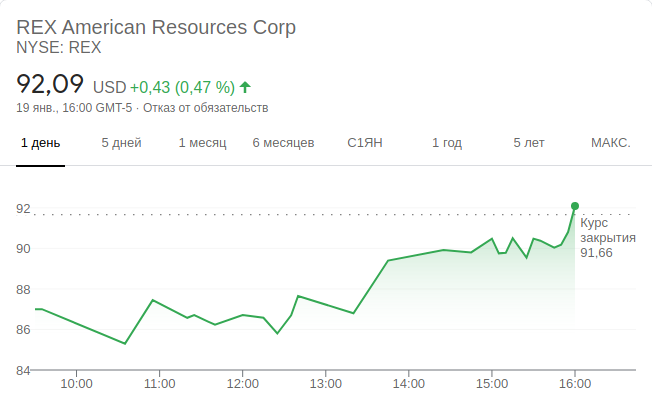 REX American Resources Corp
NYSE: REX
92,09 USD +0,43 (0,47 %)
19 янв., 16:00 GMT-5 · Отказ от обязательств
1 день 5 дней 1 месяц 6 месяцев С1ЯН 1 год 5 лет МАКС.
92
Курс
закрытия
91,66
90
88
86
84
10:00 11:00 12:00 13:00 14:00 15:00 16:00